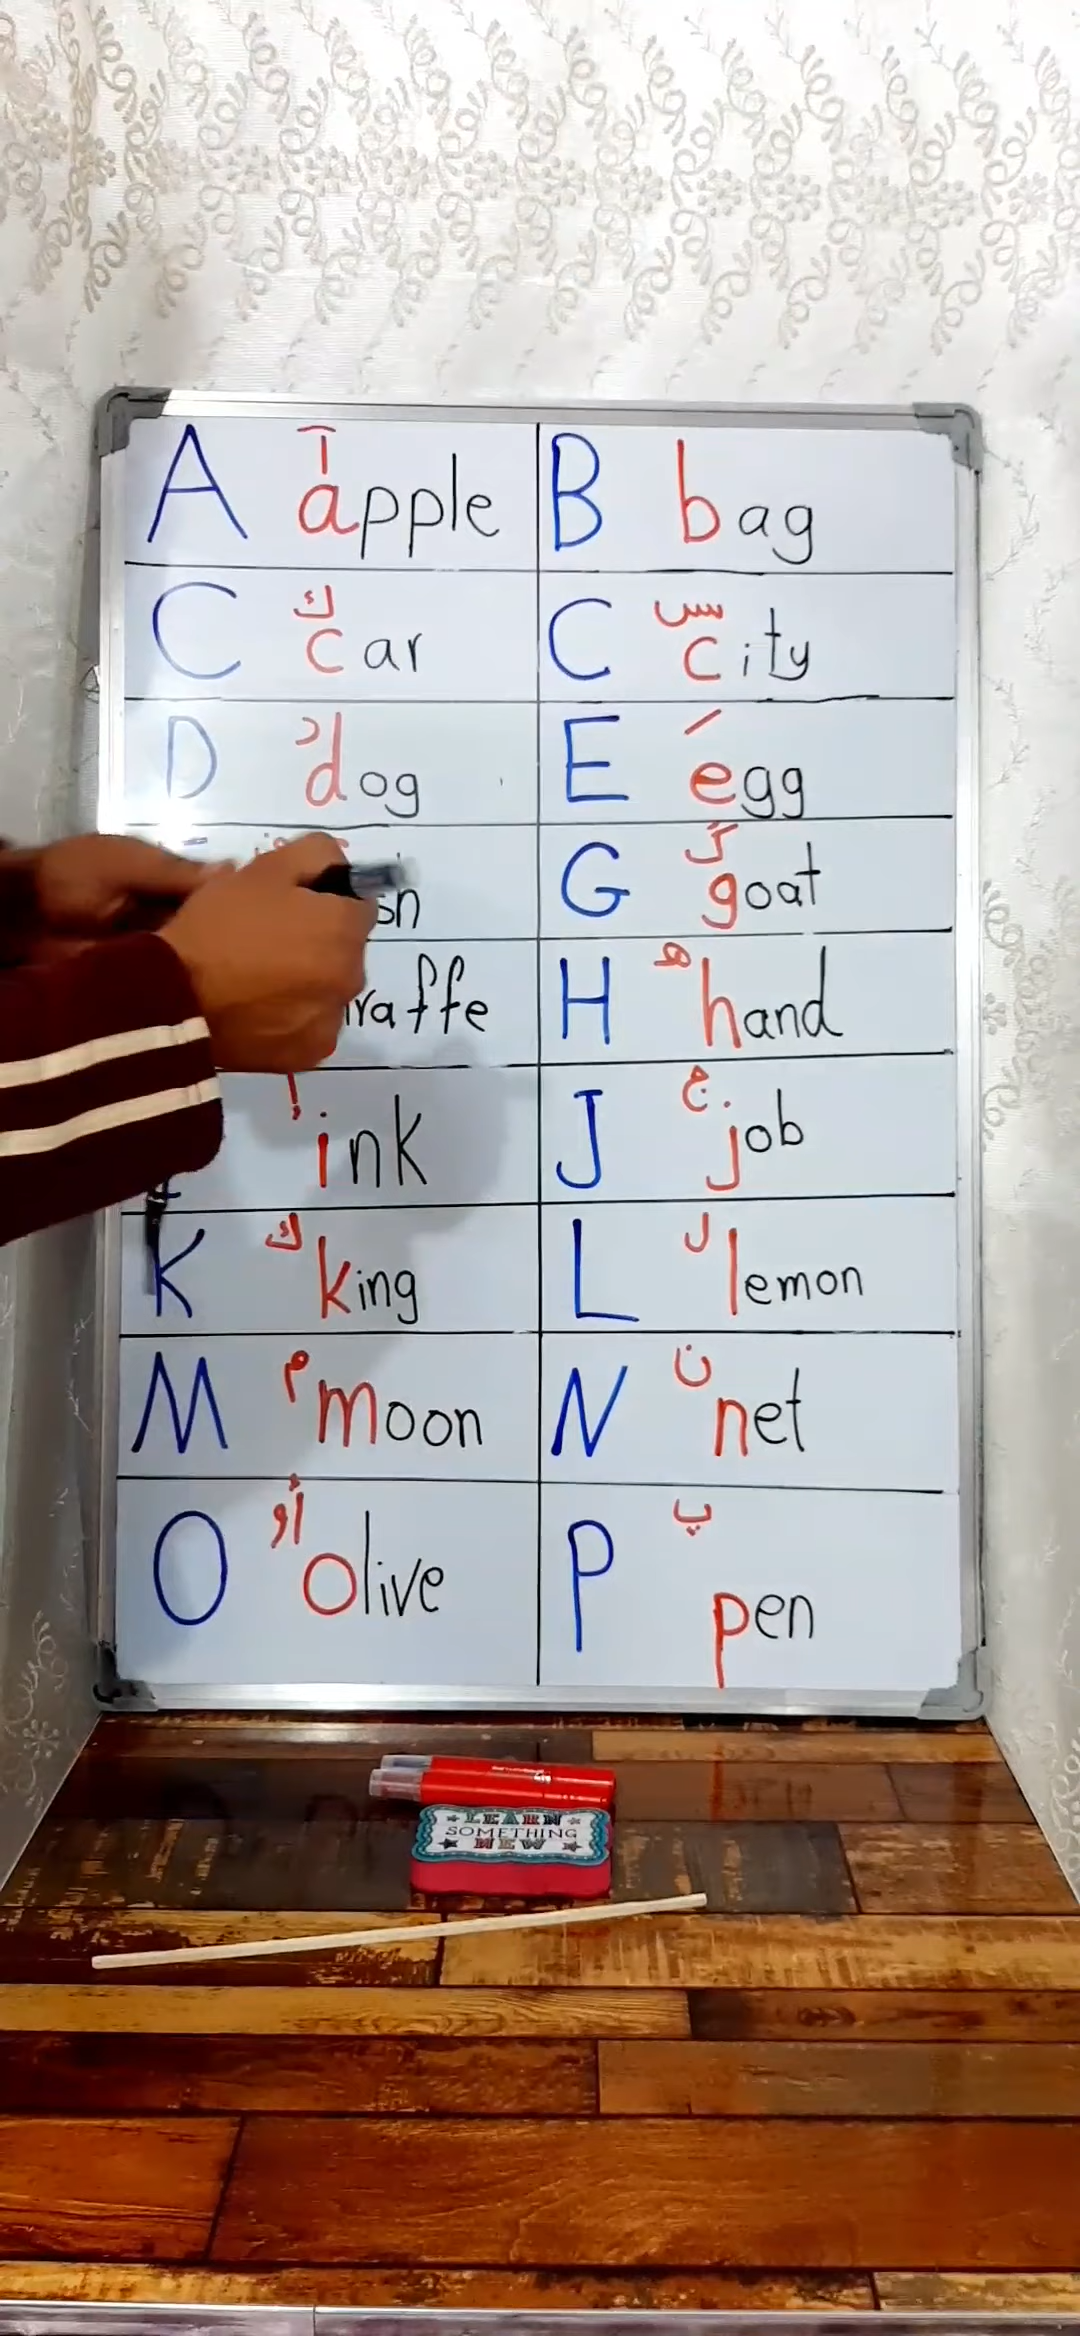 A آ apple B bag
C ك car C س city
D د dog E َ egg
G گ goat
raffe H ه hand
إ ink J ج job
K ك king L ل lemon
M م moon N ن net
O أو olive P پ pen
LEARN
SOMETHING
NEW